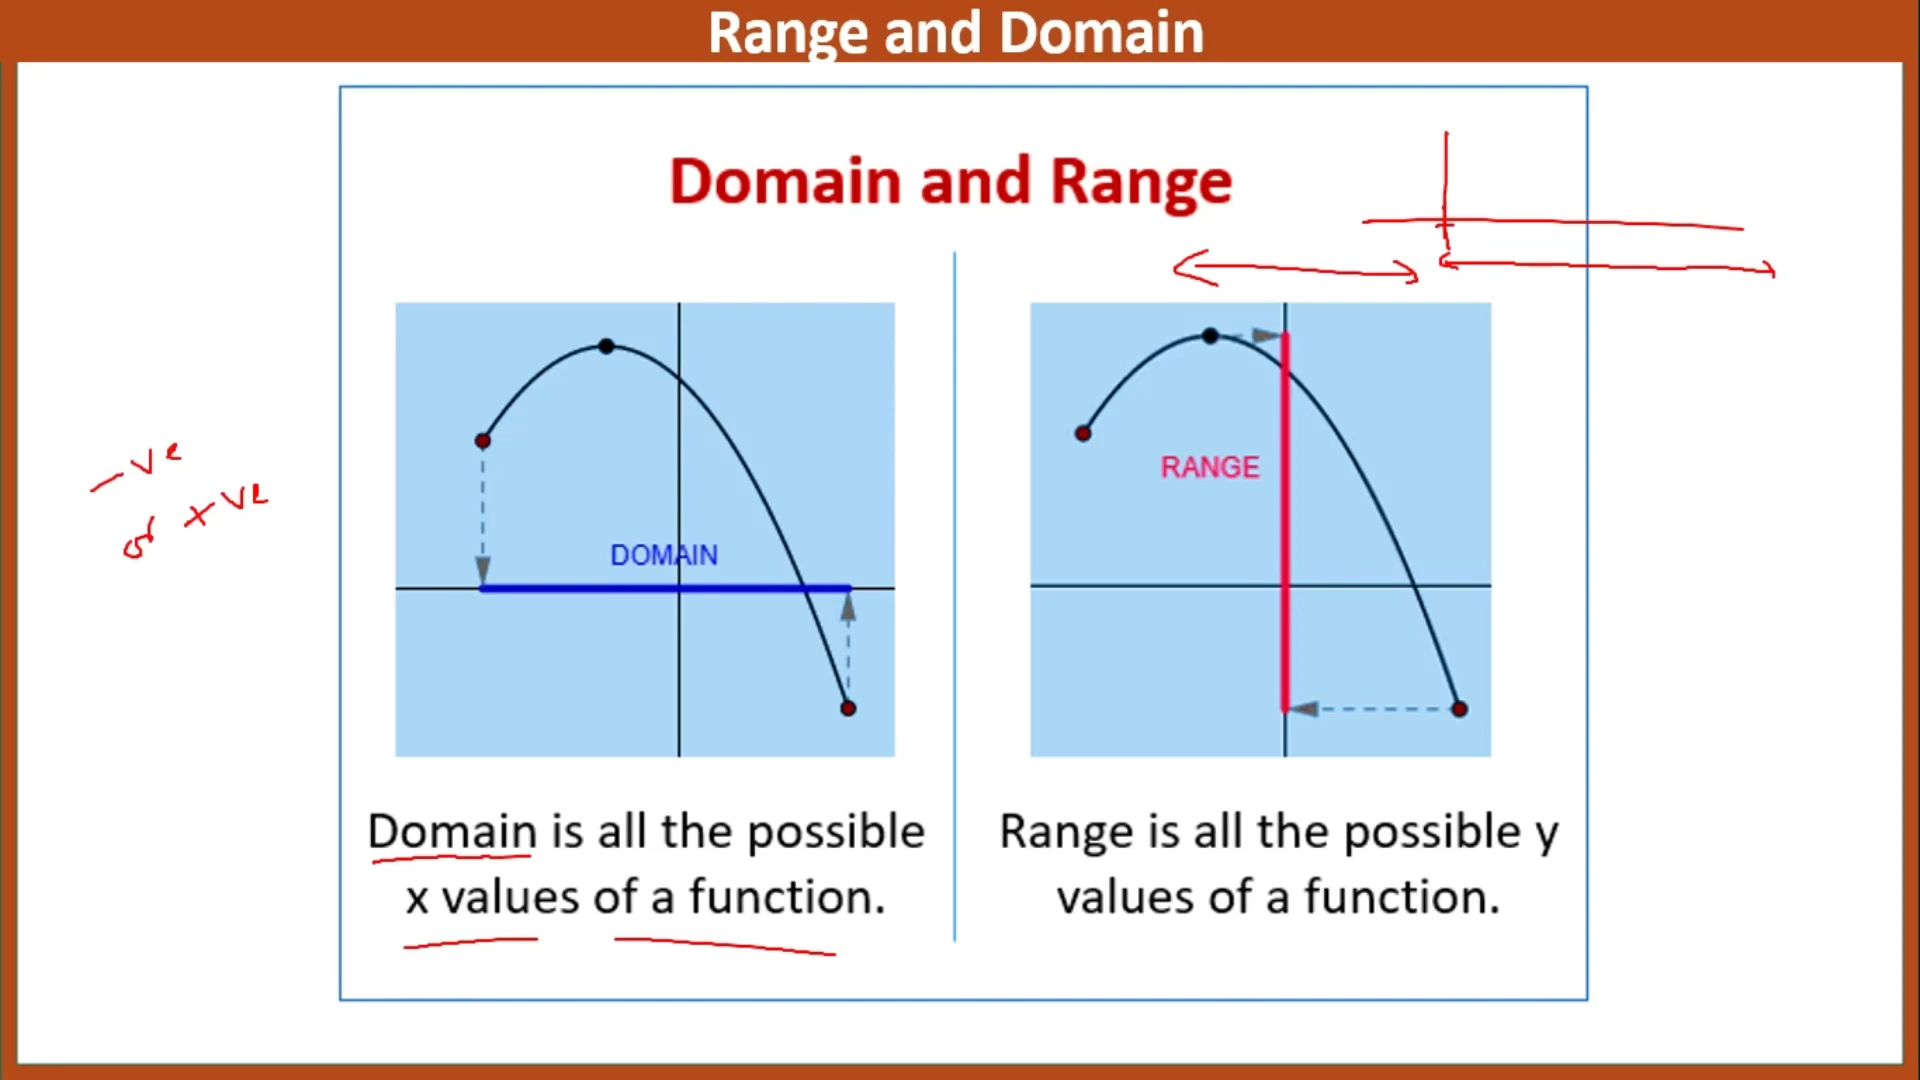 Range and Domain
Domain and Range
DOMAIN
RANGE
-ve
or +ve
Domain is all the possible
x values of a function.
Range is all the possible y
values of a function.